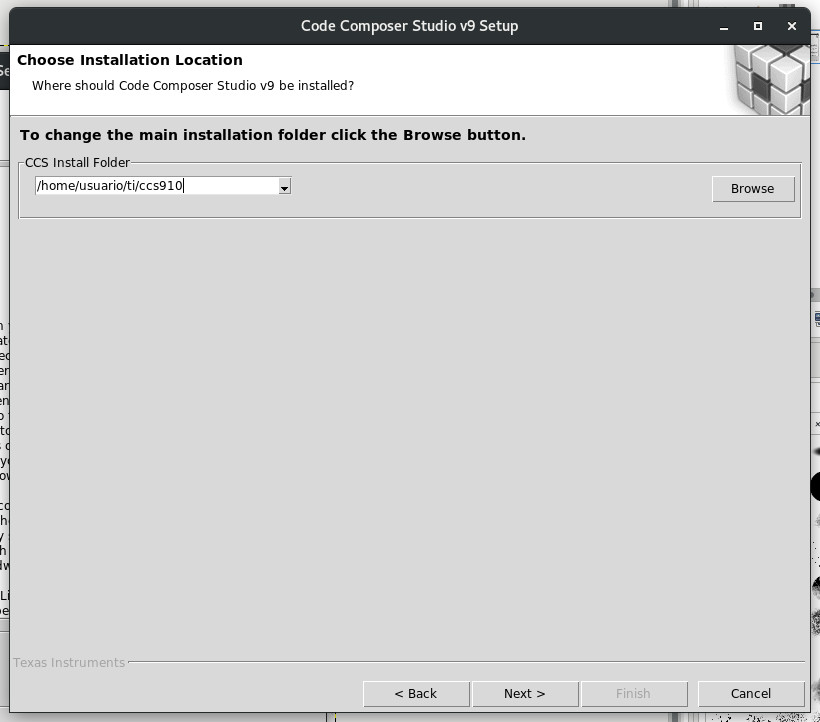 Code Composer Studio v9 Setup
Choose Installation Location
Where should Code Composer Studio v9 be installed?
To change the main installation folder click the Browse button.
CCS Install Folder
/home/usuario/ti/ccs910
Browse
Texas Instruments
< Back
Next >
Finish
Cancel